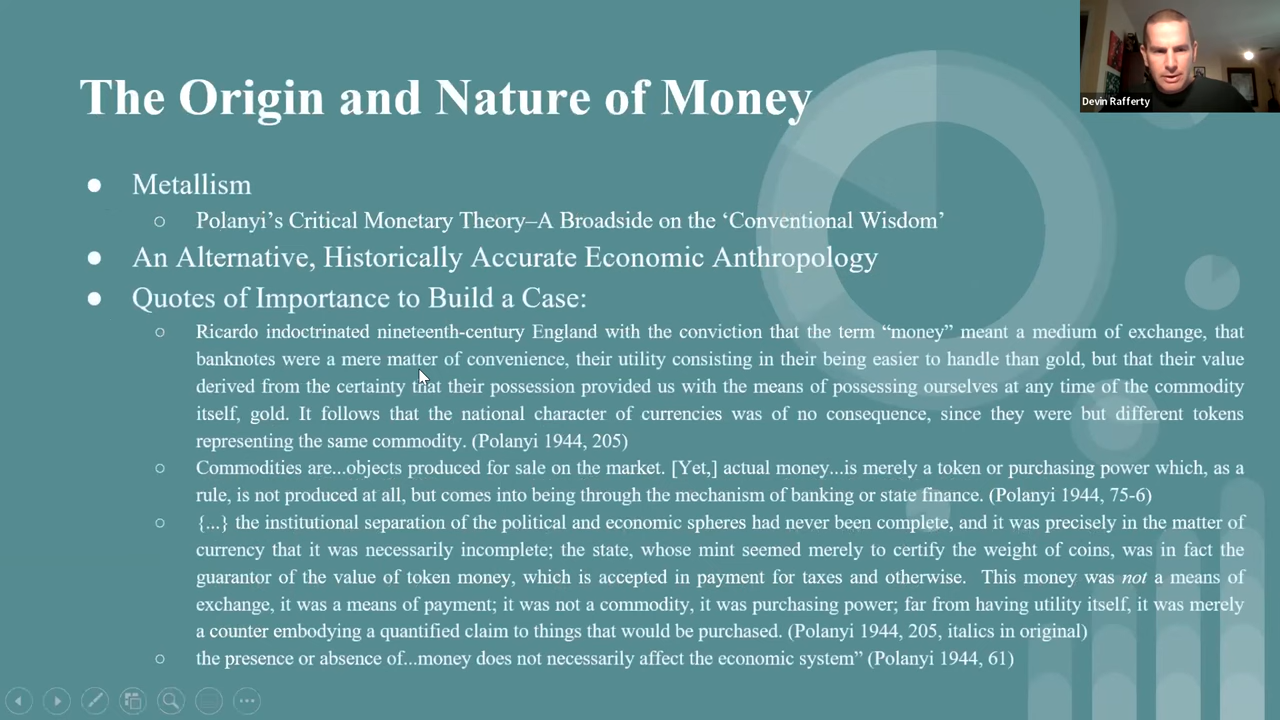 The Origin and Nature of Money
Devin Rafferty
● Metallism
○ Polanyi's Critical Monetary Theory–A Broadside on the ‘Conventional Wisdom’
● An Alternative, Historically Accurate Economic Anthropology
● Quotes of Importance to Build a Case:
○ Ricardo indoctrinated nineteenth-century England with the conviction that the term “money” meant a medium of exchange, that
banknotes were a mere matter of convenience, their utility consisting in their being easier to handle than gold, but that their value
derived from the certainty that their possession provided us with the means of possessing ourselves at any time of the commodity
itself, gold. It follows that the national character of currencies was of no consequence, since they were but different tokens
representing the same commodity. (Polanyi 1944, 205)
○ Commodities are...objects produced for sale on the market. [Yet,] actual money...is merely a token or purchasing power which, as a
rule, is not produced at all, but comes into being through the mechanism of banking or state finance. (Polanyi 1944, 75-6)
○ {...} the institutional separation of the political and economic spheres had never been complete, and it was precisely in the matter of
currency that it was necessarily incomplete; the state, whose mint seemed merely to certify the weight of coins, was in fact the
guarantor of the value of token money, which is accepted in payment for taxes and otherwise. This money was not a means of
exchange, it was a means of payment; it was not a commodity, it was purchasing power; far from having utility itself, it was merely
a counter embodying a quantified claim to things that would be purchased. (Polanyi 1944, 205, italics in original)
○ the presence or absence of...money does not necessarily affect the economic system” (Polanyi 1944, 61)